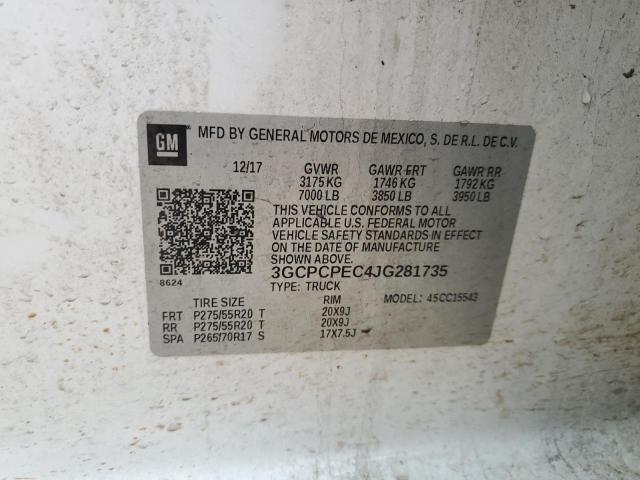 GM MFD BY GENERAL MOTORS DE MEXICO, S. DE R.L. DE C.V.
12/17 GVWR GAWR FRT GAWR RR
3175 KG 1746 KG 1792 KG
7000 LB 3850 LB 3950 LB
THIS VEHICLE CONFORMS TO ALL
APPLICABLE U.S. FEDERAL MOTOR
VEHICLE SAFETY STANDARDS IN EFFECT
ON THE DATE OF MANUFACTURE
SHOWN ABOVE.
3GCPCPEC4JG281735
8624
TYPE: TRUCK
TIRE SIZE RIM MODEL: 4SCC15543
FRT P275/55R20 T 20X9J
RR P275/55R20 T 20X9J
SPA P265/70R17 S 17X7.5J